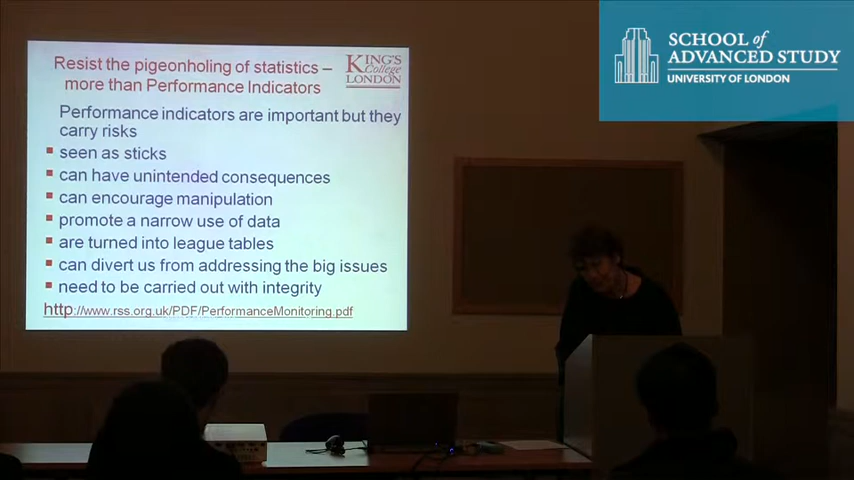 Resist the pigeonholing of statistics –
more than Performance Indicators
KING'S
College
LONDON
Performance indicators are important but they
carry risks
seen as sticks
can have unintended consequences
can encourage manipulation
promote a narrow use of data
are turned into league tables
can divert us from addressing the big issues
need to be carried out with integrity
http://www.rss.org.uk/PDF/PerformanceMonitoring.pdf
SCHOOL of
ADVANCED STUDY
UNIVERSITY OF LONDON